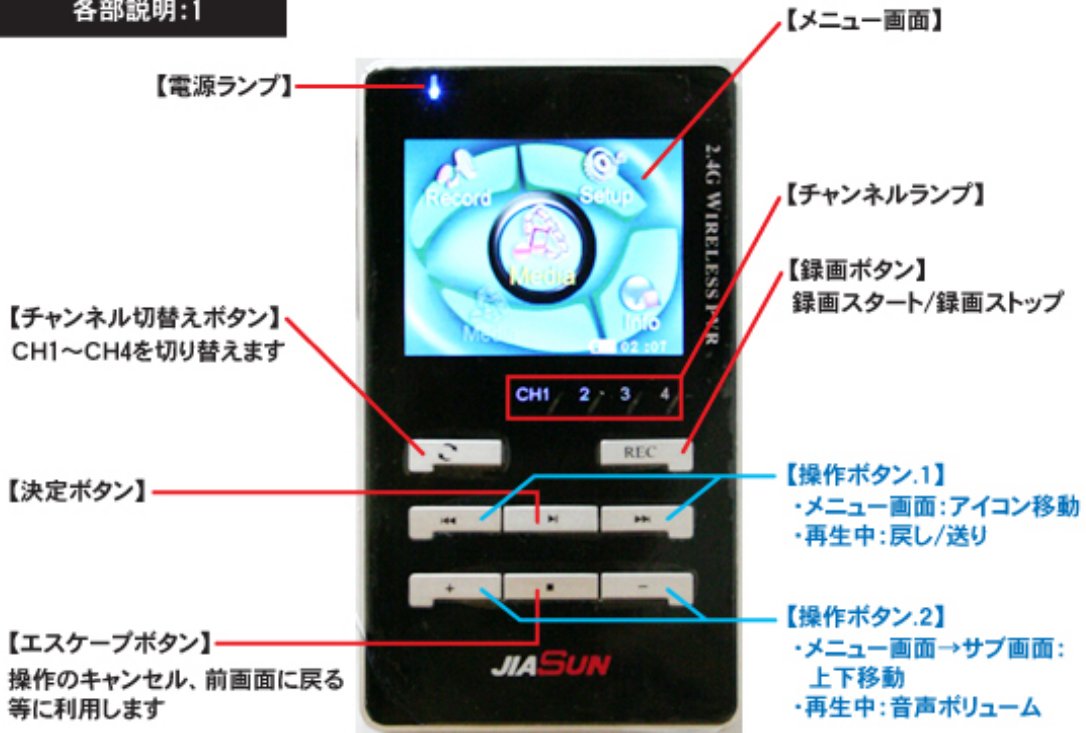 各部説明:1
【メニュー画面】
【電源ランプ】
Record
Setup
Media
Info
02:07
2.4G WIRELESS PVR
【チャンネルランプ】
【録画ボタン】
録画スタート/録画ストップ
【チャンネル切替えボタン】
CH1～CH4を切り替えます
CH1 2 3 4
REC
【決定ボタン】
【操作ボタン.1】
・メニュー画面:アイコン移動
・再生中:戻し/送り
+ −
【操作ボタン.2】
・メニュー画面→サブ画面:
上下移動
・再生中:音声ボリューム
【エスケープボタン】
操作のキャンセル、前画面に戻る
等に利用します
JIASUN